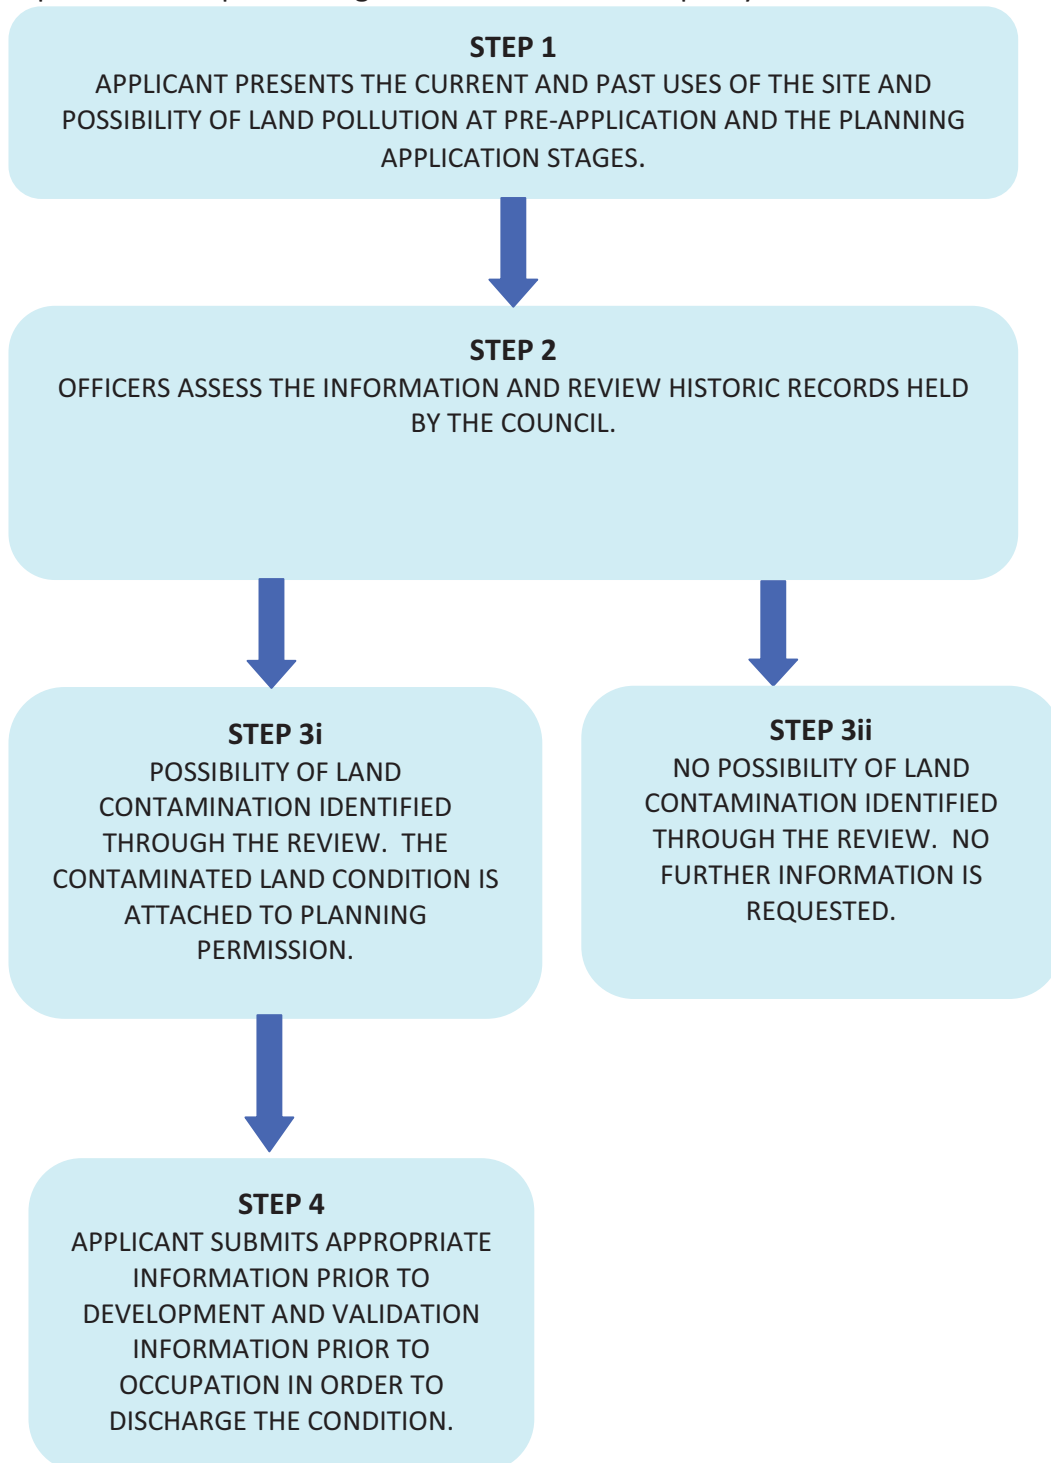 STEP 1
APPLICANT PRESENTS THE CURRENT AND PAST USES OF THE SITE AND
POSSIBILITY OF LAND POLLUTION AT PRE-APPLICATION AND THE PLANNING
APPLICATION STAGES.
STEP 2
OFFICERS ASSESS THE INFORMATION AND REVIEW HISTORIC RECORDS HELD
BY THE COUNCIL.
STEP 3i
POSSIBILITY OF LAND
CONTAMINATION IDENTIFIED
THROUGH THE REVIEW.  THE
CONTAMINATED LAND CONDITION IS
ATTACHED TO PLANNING
PERMISSION.
STEP 3ii
NO POSSIBILITY OF LAND
CONTAMINATION IDENTIFIED
THROUGH THE REVIEW.  NO
FURTHER INFORMATION IS
REQUESTED.
STEP 4
APPLICANT SUBMITS APPROPRIATE
INFORMATION PRIOR TO
DEVELOPMENT AND VALIDATION
INFORMATION PRIOR TO
OCCUPATION IN ORDER TO
DISCHARGE THE CONDITION.